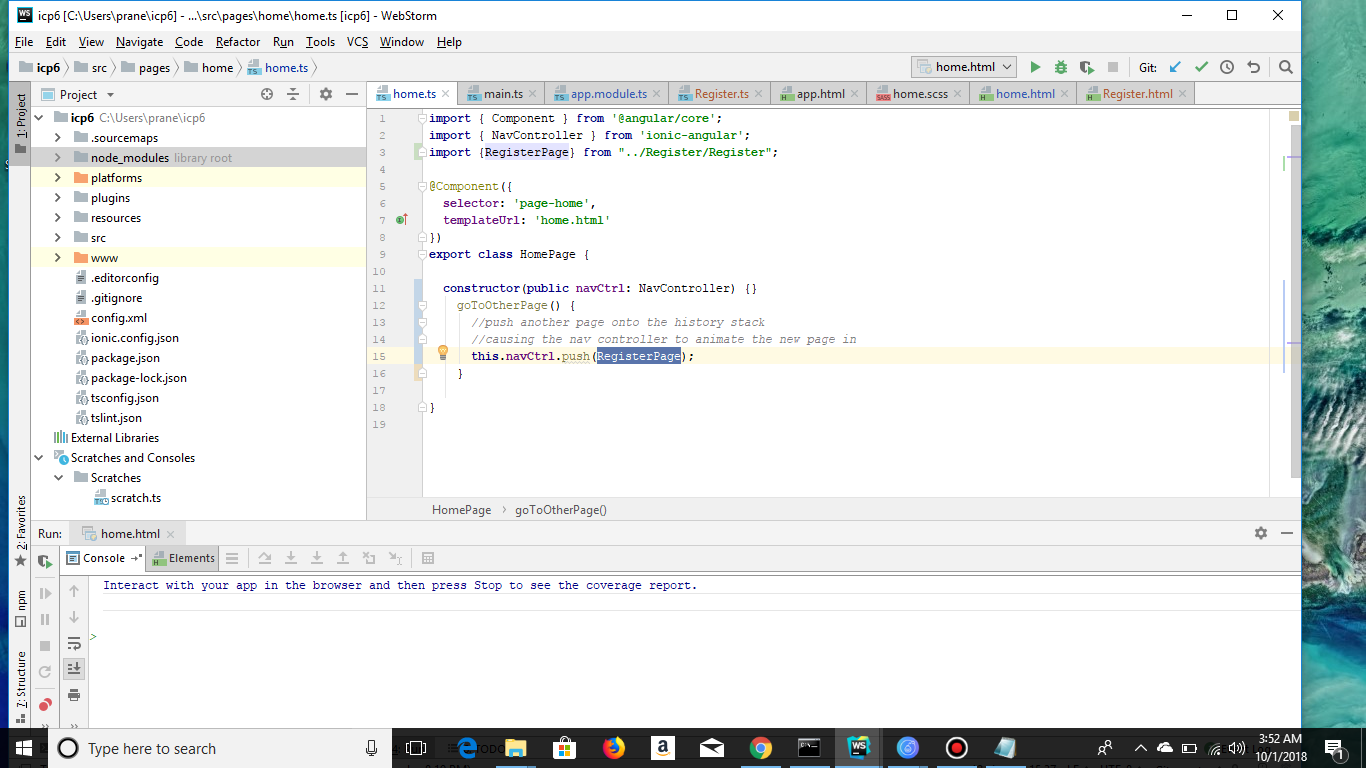 icp6 [C:\Users\prane\icp6] - ...\src\pages\home\home.ts [icp6] - WebStorm
File Edit View Navigate Code Refactor Run Tools VCS Window Help
icp6 src pages home home.ts home.html Git:
1: Project
Project
home.ts main.ts app.module.ts Register.ts app.html home.scss home.html Register.html
icp6 C:\Users\prane\icp6
.sourcemaps
node_modules library root
platforms
plugins
resources
src
www
.editorconfig
.gitignore
config.xml
ionic.config.json
package.json
package-lock.json
tsconfig.json
tslint.json
External Libraries
Scratches and Consoles
Scratches
scratch.ts
1 import { Component } from '@angular/core';
2 import { NavController } from 'ionic-angular';
3 import {RegisterPage} from "../Register/Register";
4
5 @Component({
6 selector: 'page-home',
7 templateUrl: 'home.html'
8 })
9 export class HomePage {
10
11 constructor(public navCtrl: NavController) {}
12 goToOtherPage() {
13 //push another page onto the history stack
14 //causing the nav controller to animate the new page in
15 this.navCtrl.push(RegisterPage);
16 }
17
18 }
19
HomePage goToOtherPage()
2: Favorites
npm
7: Structure
Run: home.html
Console Elements
Interact with your app in the browser and then press Stop to see the coverage report.
>
Type here to search
3:52 AM
10/1/2018
1